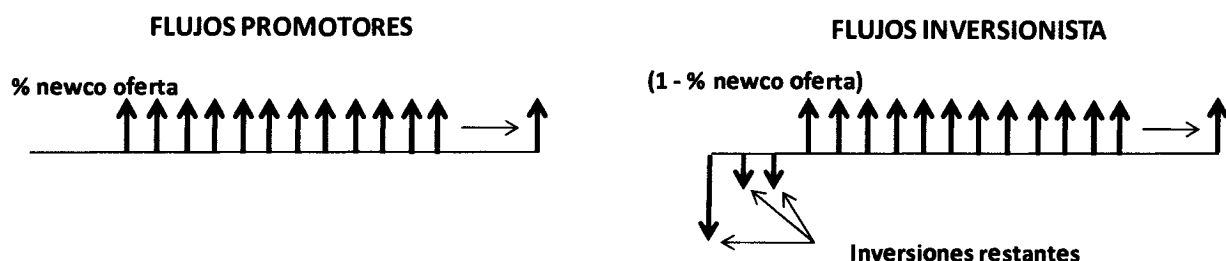 FLUJOS PROMOTORES
% newco oferta
FLUJOS INVERSIONISTA
(1 - % newco oferta)
Inversiones restantes